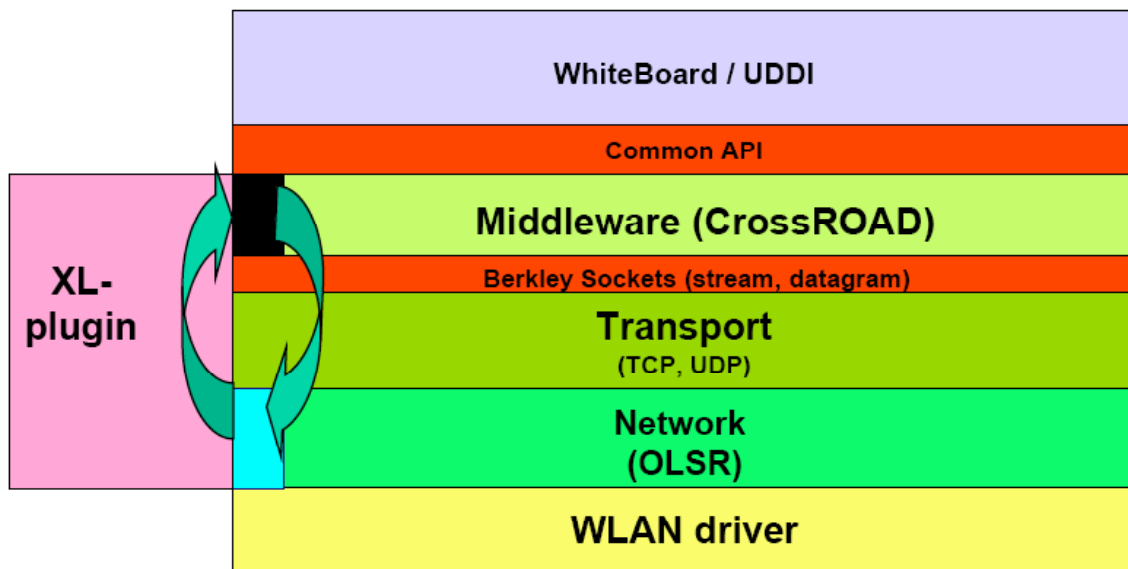 WhiteBoard / UDDI
Common API
Middleware (CrossROAD)
XL-
plugin
Berkley Sockets (stream, datagram)
Transport
(TCP, UDP)
Network
(OLSR)
WLAN driver